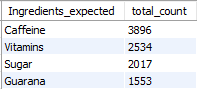 Ingredients_expected total_count
Caffeine 3896
Vitamins 2534
Sugar 2017
Guarana 1553